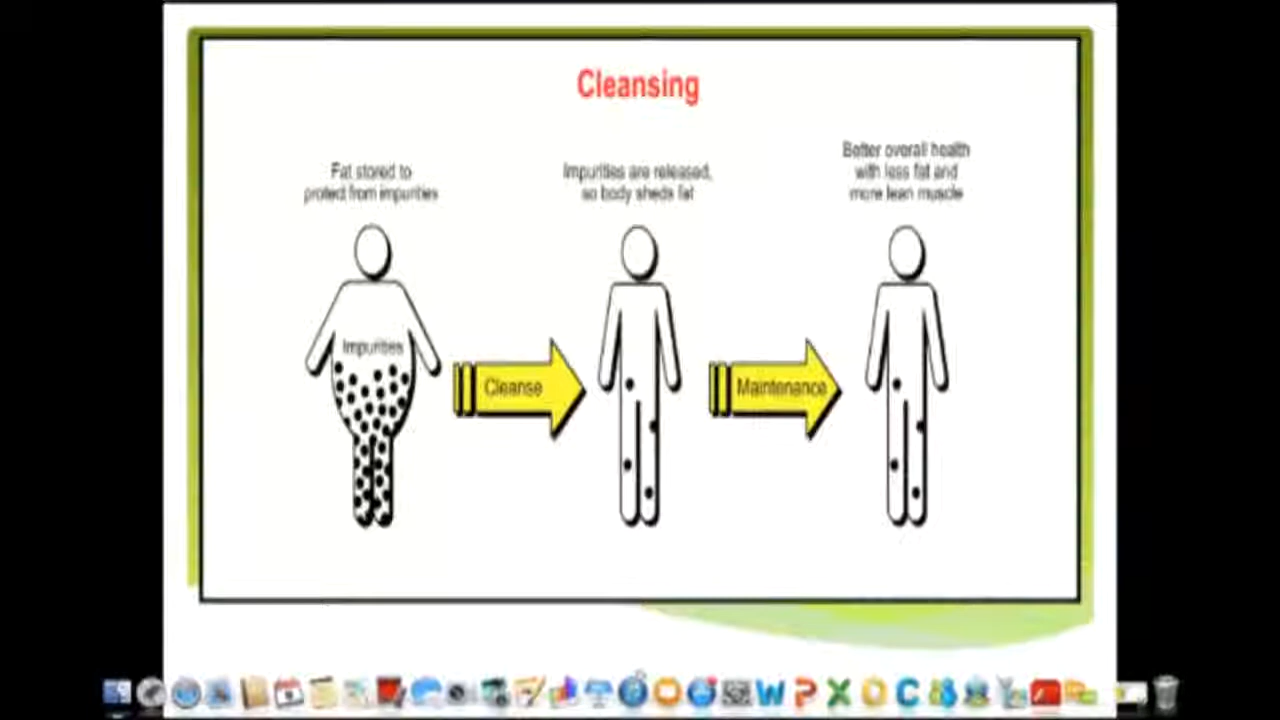 Cleansing
Fat stored to
protect from impurities
Impurities are released,
so body sheds fat
Better overall health
with less fat and
more lean muscle
Impurities
Cleanse
Maintenance